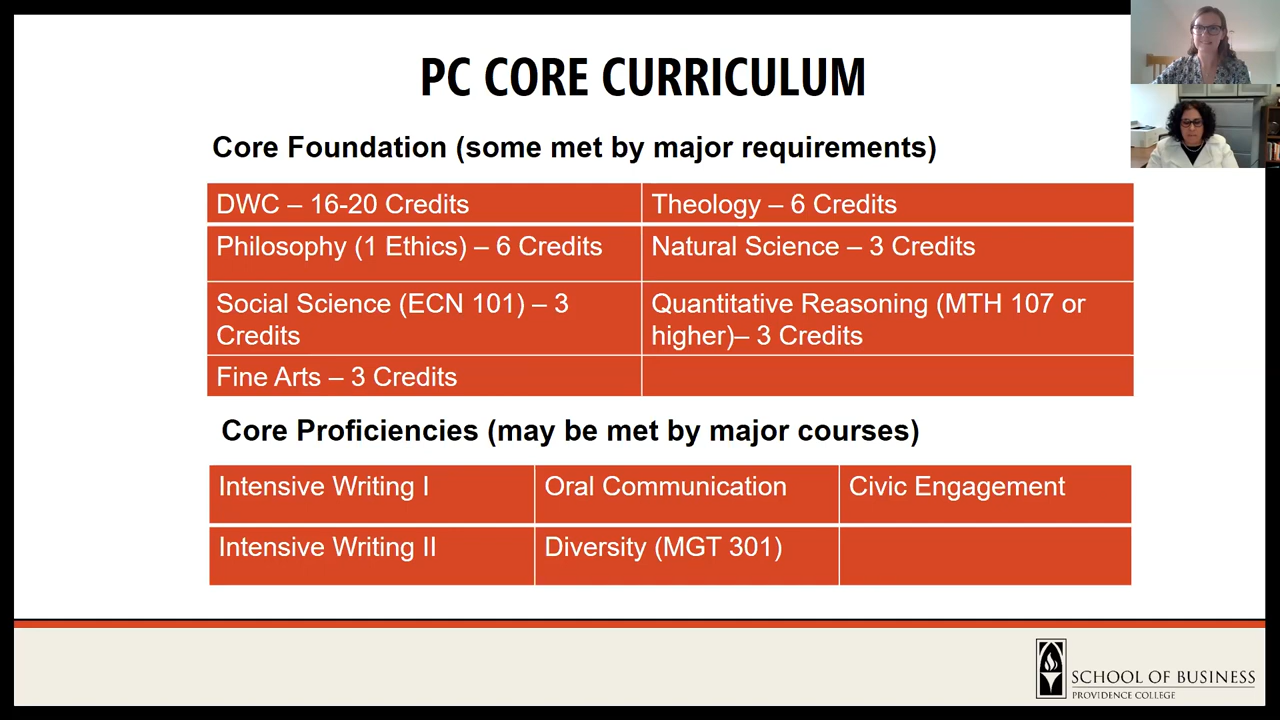 PC CORE CURRICULUM
Core Foundation (some met by major requirements)
DWC – 16-20 Credits
Theology – 6 Credits
Philosophy (1 Ethics) – 6 Credits
Natural Science – 3 Credits
Social Science (ECN 101) – 3
Credits
Quantitative Reasoning (MTH 107 or
higher)– 3 Credits
Fine Arts – 3 Credits
Core Proficiencies (may be met by major courses)
Intensive Writing I
Oral Communication
Civic Engagement
Intensive Writing II
Diversity (MGT 301)
SCHOOL OF BUSINESS
PROVIDENCE COLLEGE